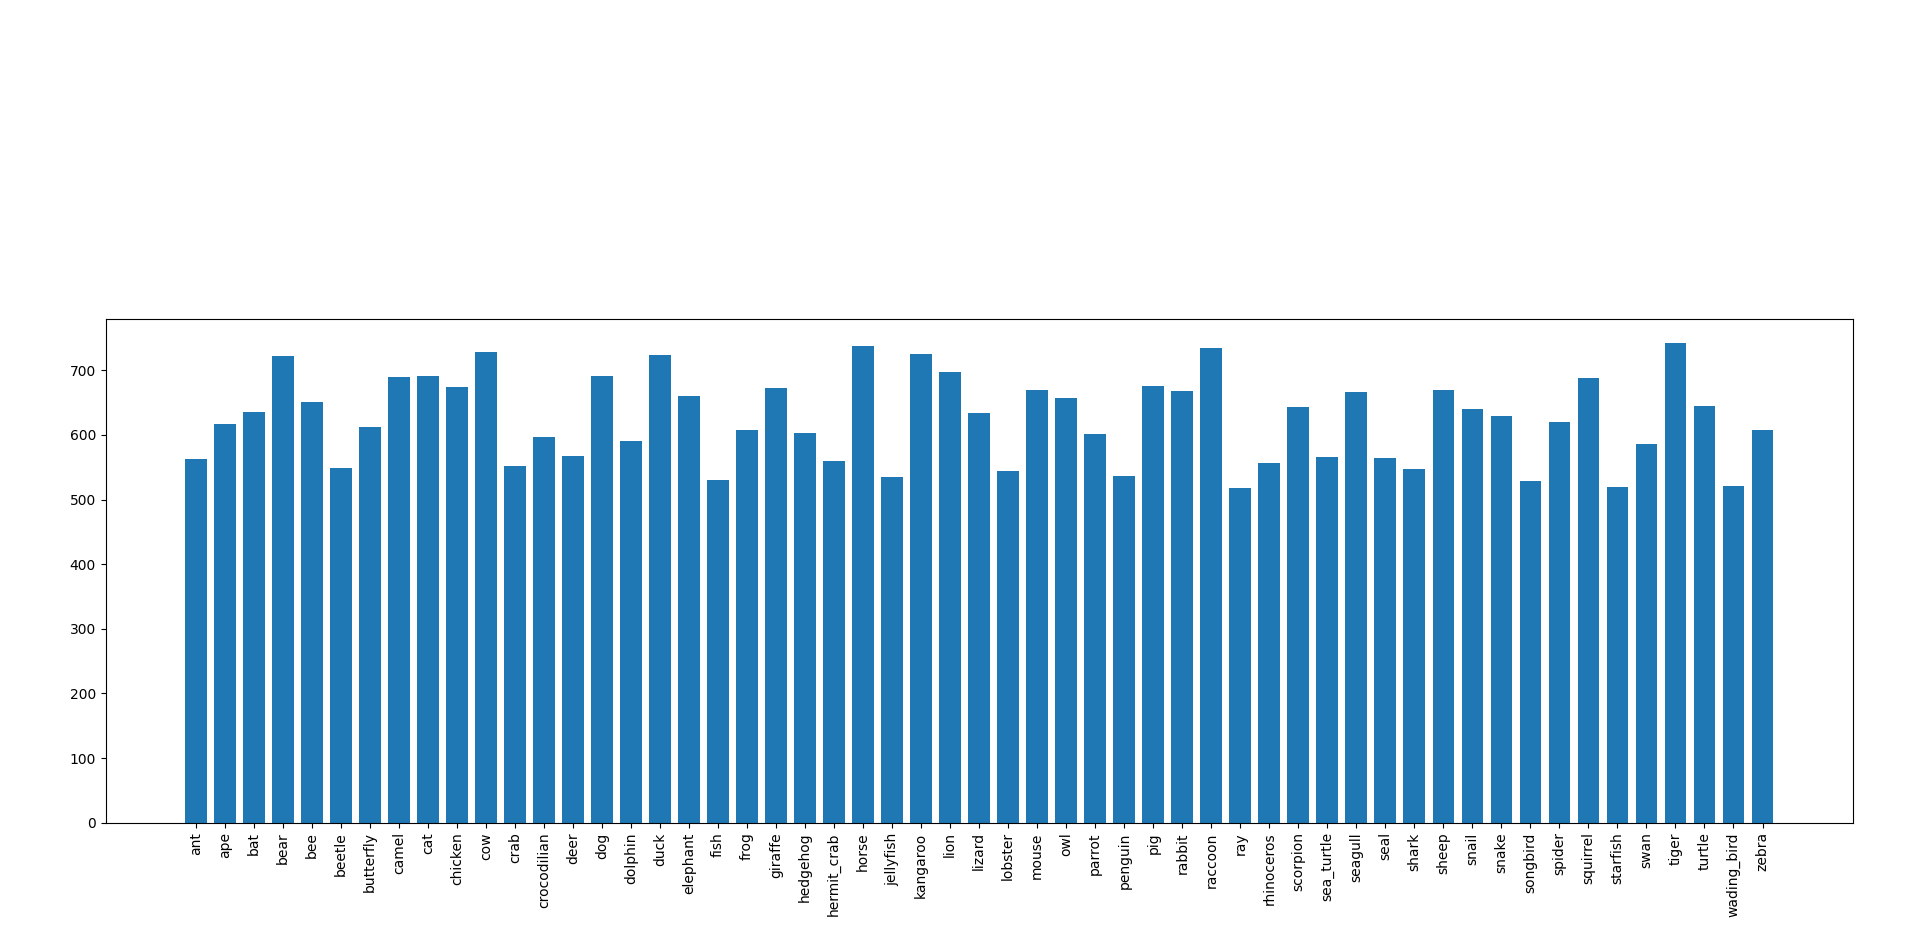 700
600
500
400
300
200
100
0
ant
ape
bat
bear
bee
beetle
butterfly
camel
cat
chicken
cow
crab
crocodilian
deer
dog
dolphin
duck
elephant
fish
frog
giraffe
hedgehog
hermit_crab
horse
jellyfish
kangaroo
lion
lizard
lobster
mouse
owl
parrot
penguin
pig
rabbit
raccoon
ray
rhinoceros
scorpion
sea_turtle
seagull
seal
shark
sheep
snail
snake
songbird
spider
squirrel
starfish
swan
tiger
turtle
wading_bird
zebra